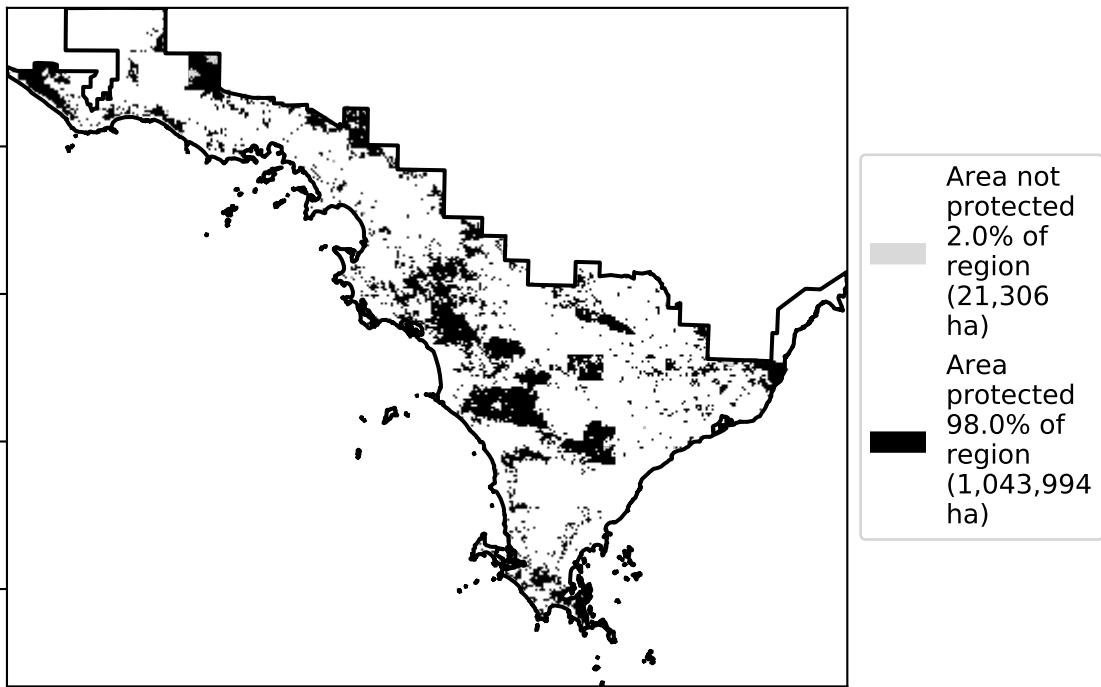 Area not
protected
2.0% of
region
(21,306
ha)
Area
protected
98.0% of
region
(1,043,994
ha)